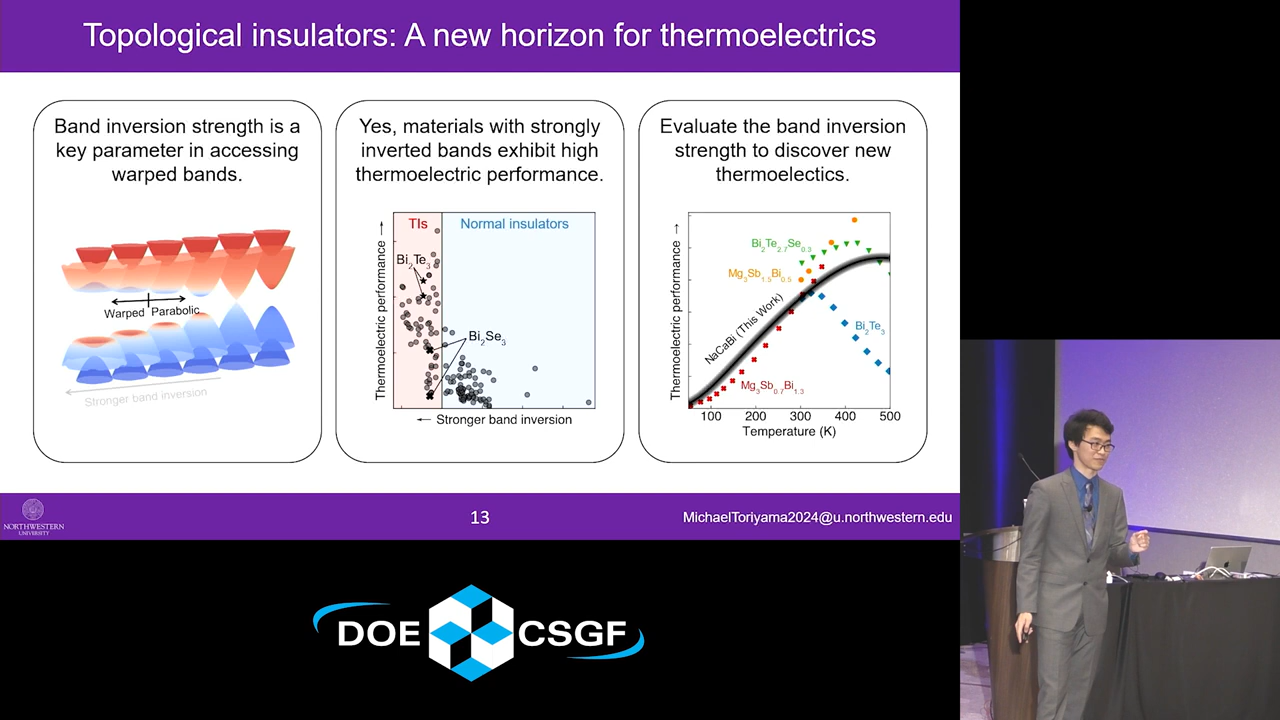 Topological insulators: A new horizon for thermoelectrics
Band inversion strength is a
key parameter in accessing
warped bands.
Warped
Parabolic
Stronger band inversion
Yes, materials with strongly
inverted bands exhibit high
thermoelectric performance.
TIs
Normal insulators
Bi2Te3
Bi2Se3
Thermoelectric performance →
← Stronger band inversion
Evaluate the band inversion
strength to discover new
thermoelectics.
Thermoelectric performance →
Bi2Te2.7Se0.3
Mg3Sb1.5Bi0.5
NaCaBi (This Work)
Bi2Te3
Mg3Sb0.7Bi1.3
100 200 300 400 500
Temperature (K)
NORTHWESTERN
UNIVERSITY
13
MichaelToriyama2024@u.northwestern.edu
DOE CSGF